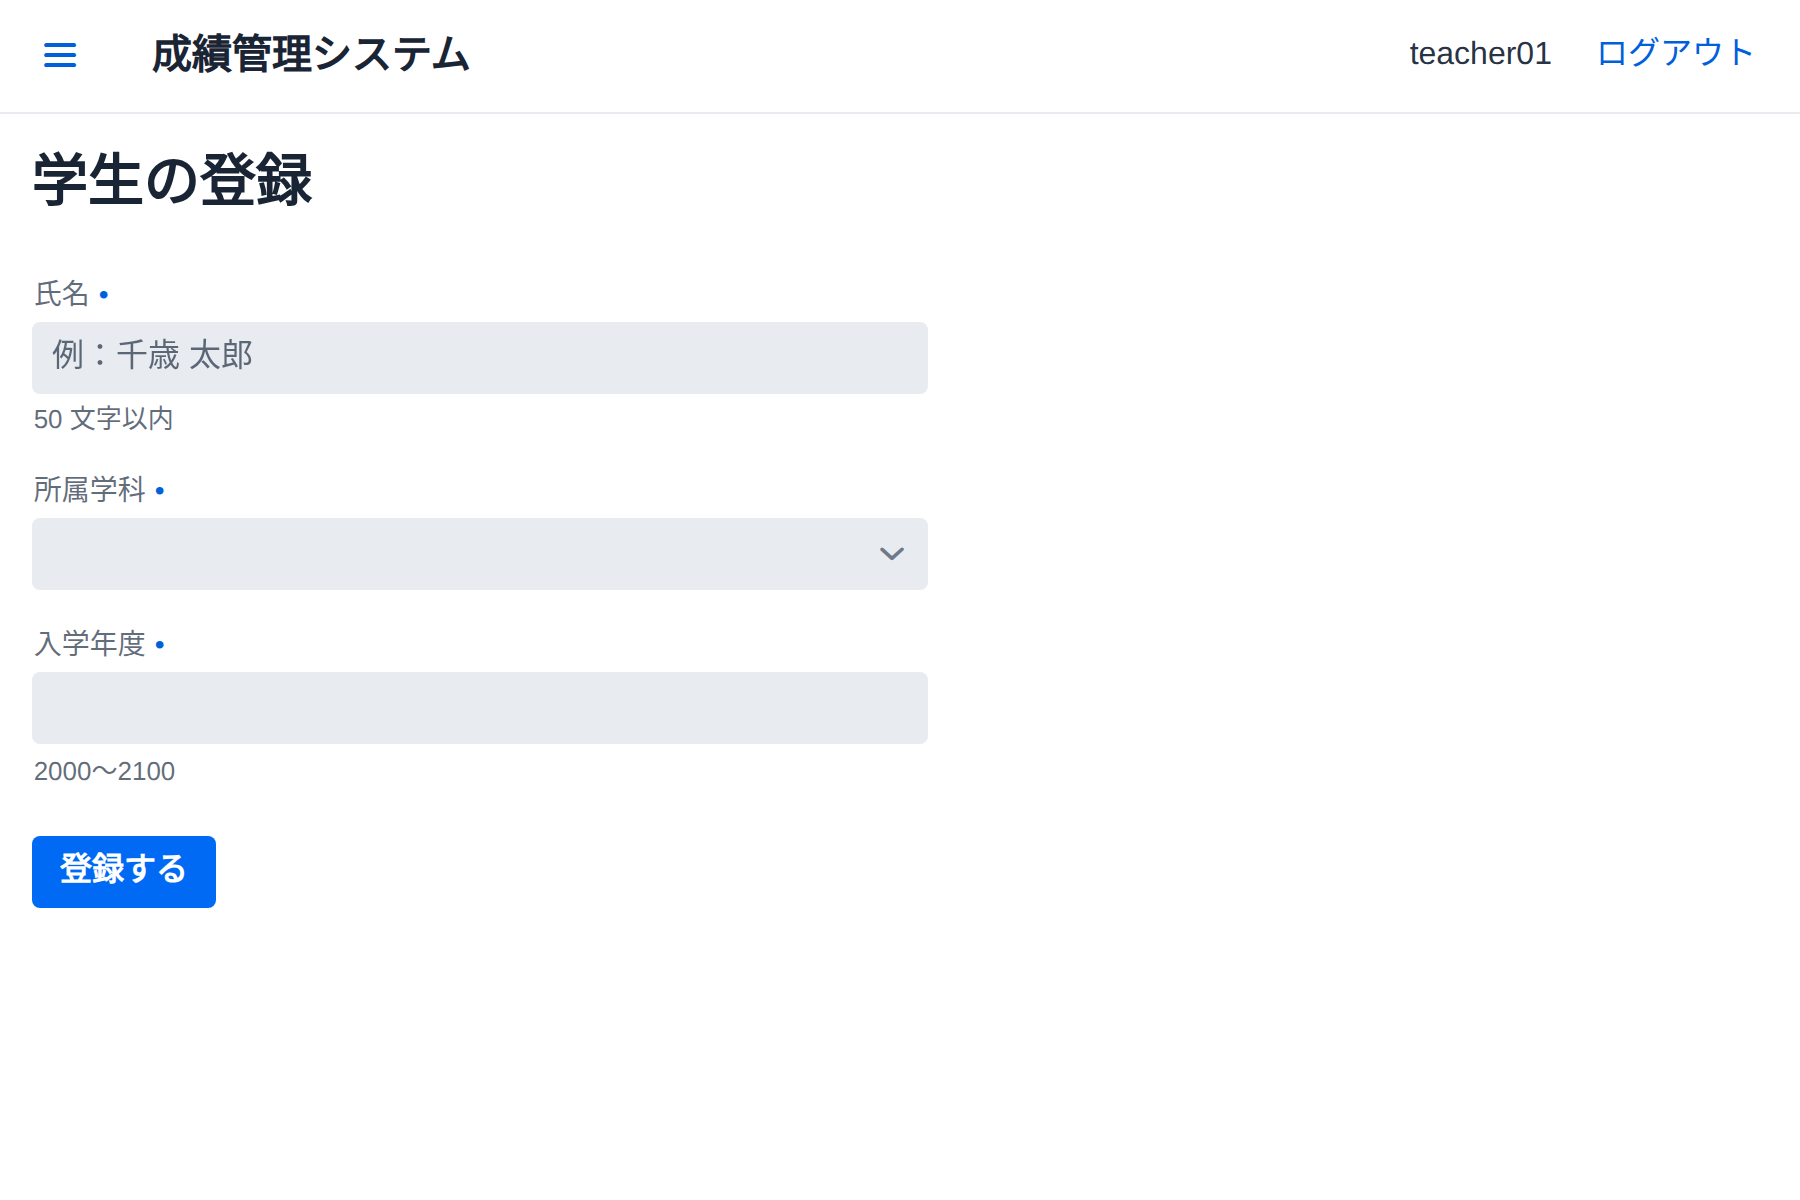 成績管理システム
teacher01 ログアウト
学生の登録
氏名 •
例：千歳 太郎
50 文字以内
所属学科 •
入学年度 •
2000～2100
登録する